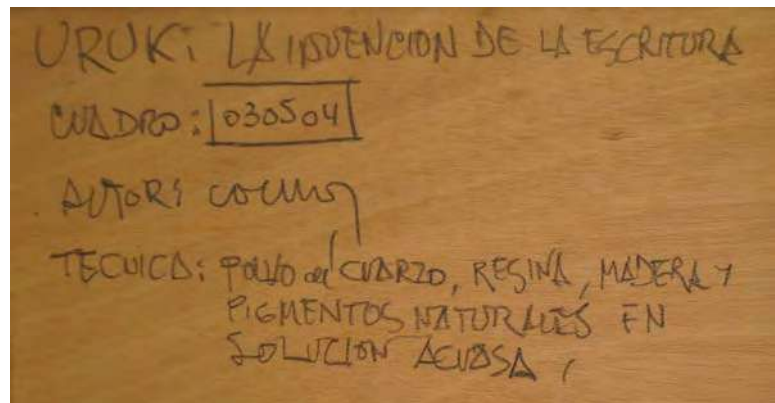 URUK: LA INVENCION DE LA ESCRITURA
CUADRO: 030504
AUTOR:
TECNICA: POLVO de CUARZO, RESINA, MADERA Y
PIGMENTOS NATURALES EN
SOLUCION ACUOSA,